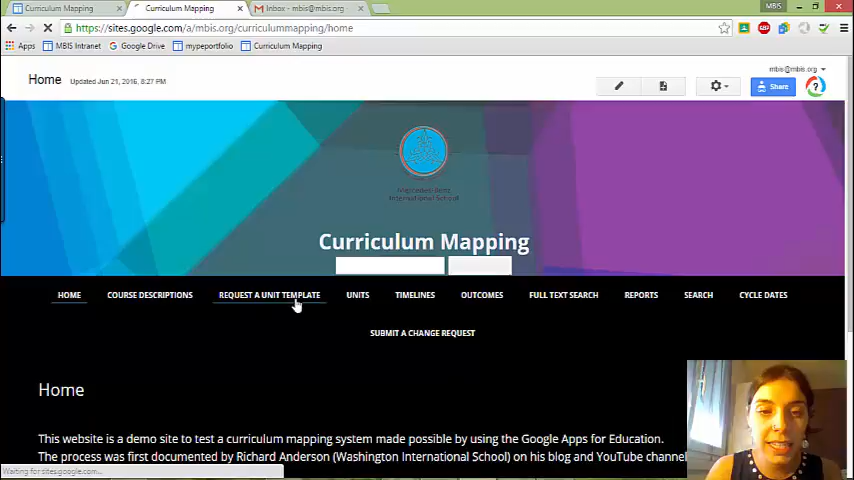 Curriculum Mapping
Curriculum Mapping
Inbox - mbis@mbis.org -
MBIS
https://sites.google.com/a/mbis.org/curriculummapping/home
Apps
MBIS Intranet
Google Drive
mypeportfolio
Curriculum Mapping
Home
Updated Jun 21, 2016, 8:27 PM
mbis@mbis.org
Share
International School
Curriculum Mapping
HOME
COURSE DESCRIPTIONS
REQUEST A UNIT TEMPLATE
UNITS
TIMELINES
OUTCOMES
FULL TEXT SEARCH
REPORTS
SEARCH
CYCLE DATES
SUBMIT A CHANGE REQUEST
Home
This website is a demo site to test a curriculum mapping system made possible by using the Google Apps for Education.
The process was first documented by Richard Anderson (Washington International School) on his blog and YouTube channel
Waiting for sites.google.com...